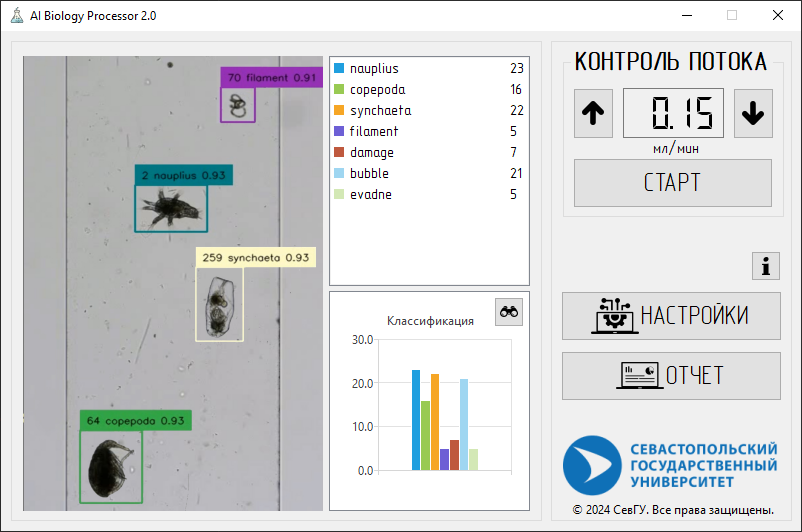 AI Biology Processor 2.0
70 filament 0.91
2 nauplius 0.93
259 synchaeta 0.93
64 copepoda 0.93
nauplius 23
copepoda 16
synchaeta 22
filament 5
damage 7
bubble 21
evadne 5
Классификация
30.0
20.0
10.0
0.0
КОНТРОЛЬ ПОТОКА
0.15
мл/мин
СТАРТ
i
НАСТРОЙКИ
ОТЧЕТ
СЕВАСТОПОЛЬСКИЙ
ГОСУДАРСТВЕННЫЙ
УНИВЕРСИТЕТ
© 2024 СевГУ. Все права защищены.